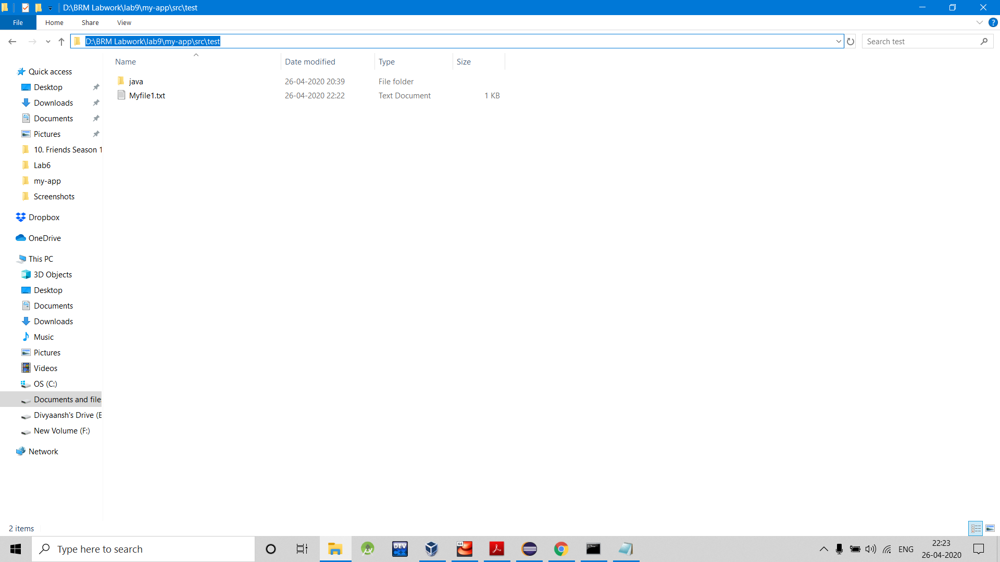 D:\BRM Labwork\lab9\my-app\src\test
File Home Share View
D:\BRM Labwork\lab9\my-app\src\test
Search test
Name Date modified Type Size
java 26-04-2020 20:39 File folder
Myfile1.txt 26-04-2020 22:22 Text Document 1 KB
Quick access
Desktop
Downloads
Documents
Pictures
10. Friends Season 1
Lab6
my-app
Screenshots
Dropbox
OneDrive
This PC
3D Objects
Desktop
Documents
Downloads
Music
Pictures
Videos
OS (C:)
Documents and file
Divyaansh's Drive (E
New Volume (F:)
Network
2 items
Type here to search
DEV
C++
64
ENG
22:23
26-04-2020